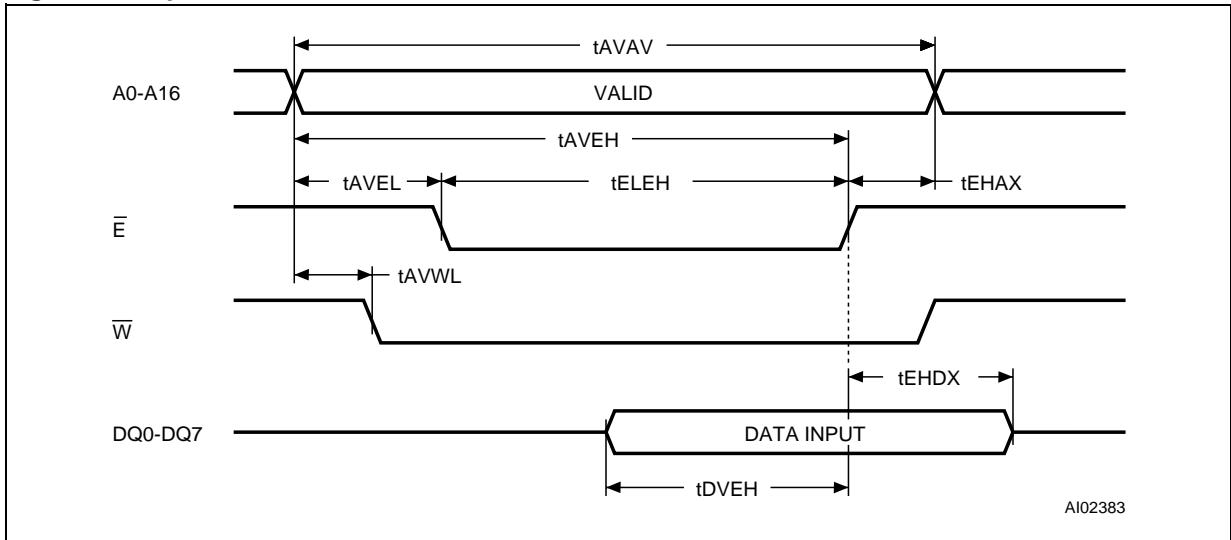 tAVAV
A0-A16
VALID
tAVEH
tAVEL
tELEH
tEHAX
E̅
tAVWL
W̅
tEHDX
DQ0-DQ7
DATA INPUT
tDVEH
AI02383